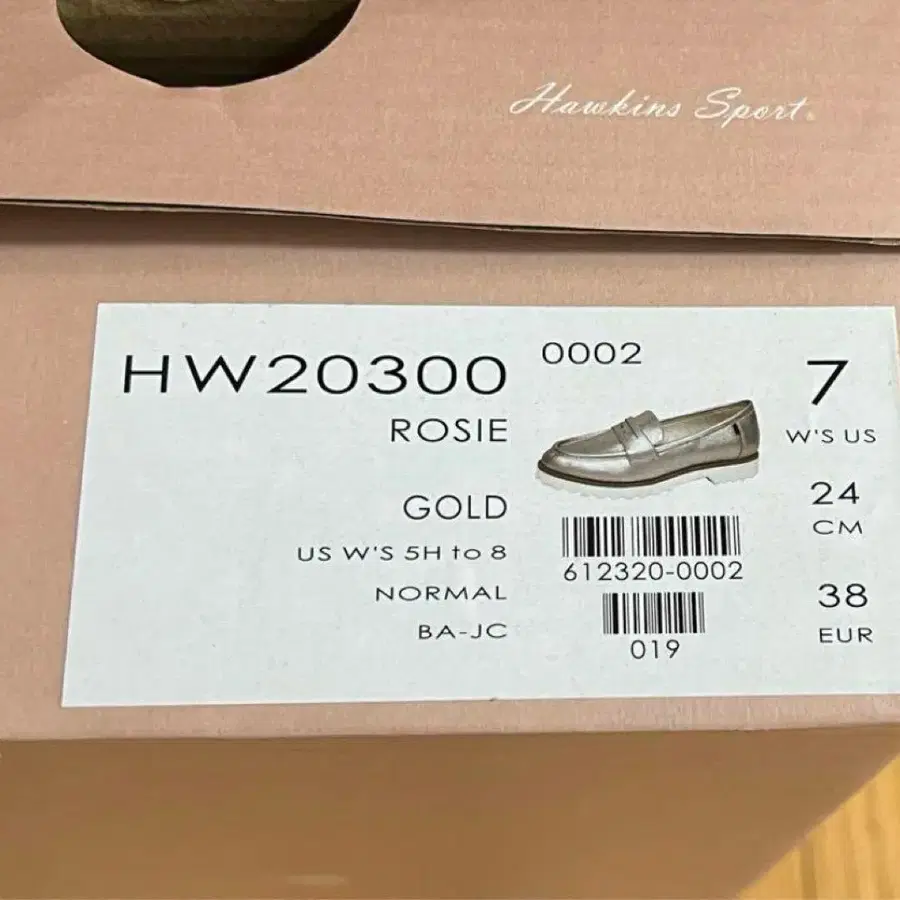 Hawkins Sport.
HW20300 0002
ROSIE
GOLD
US W'S 5H to 8
NORMAL
BA-JC
612320-0002
019
7
W'S US
24
CM
38
EUR